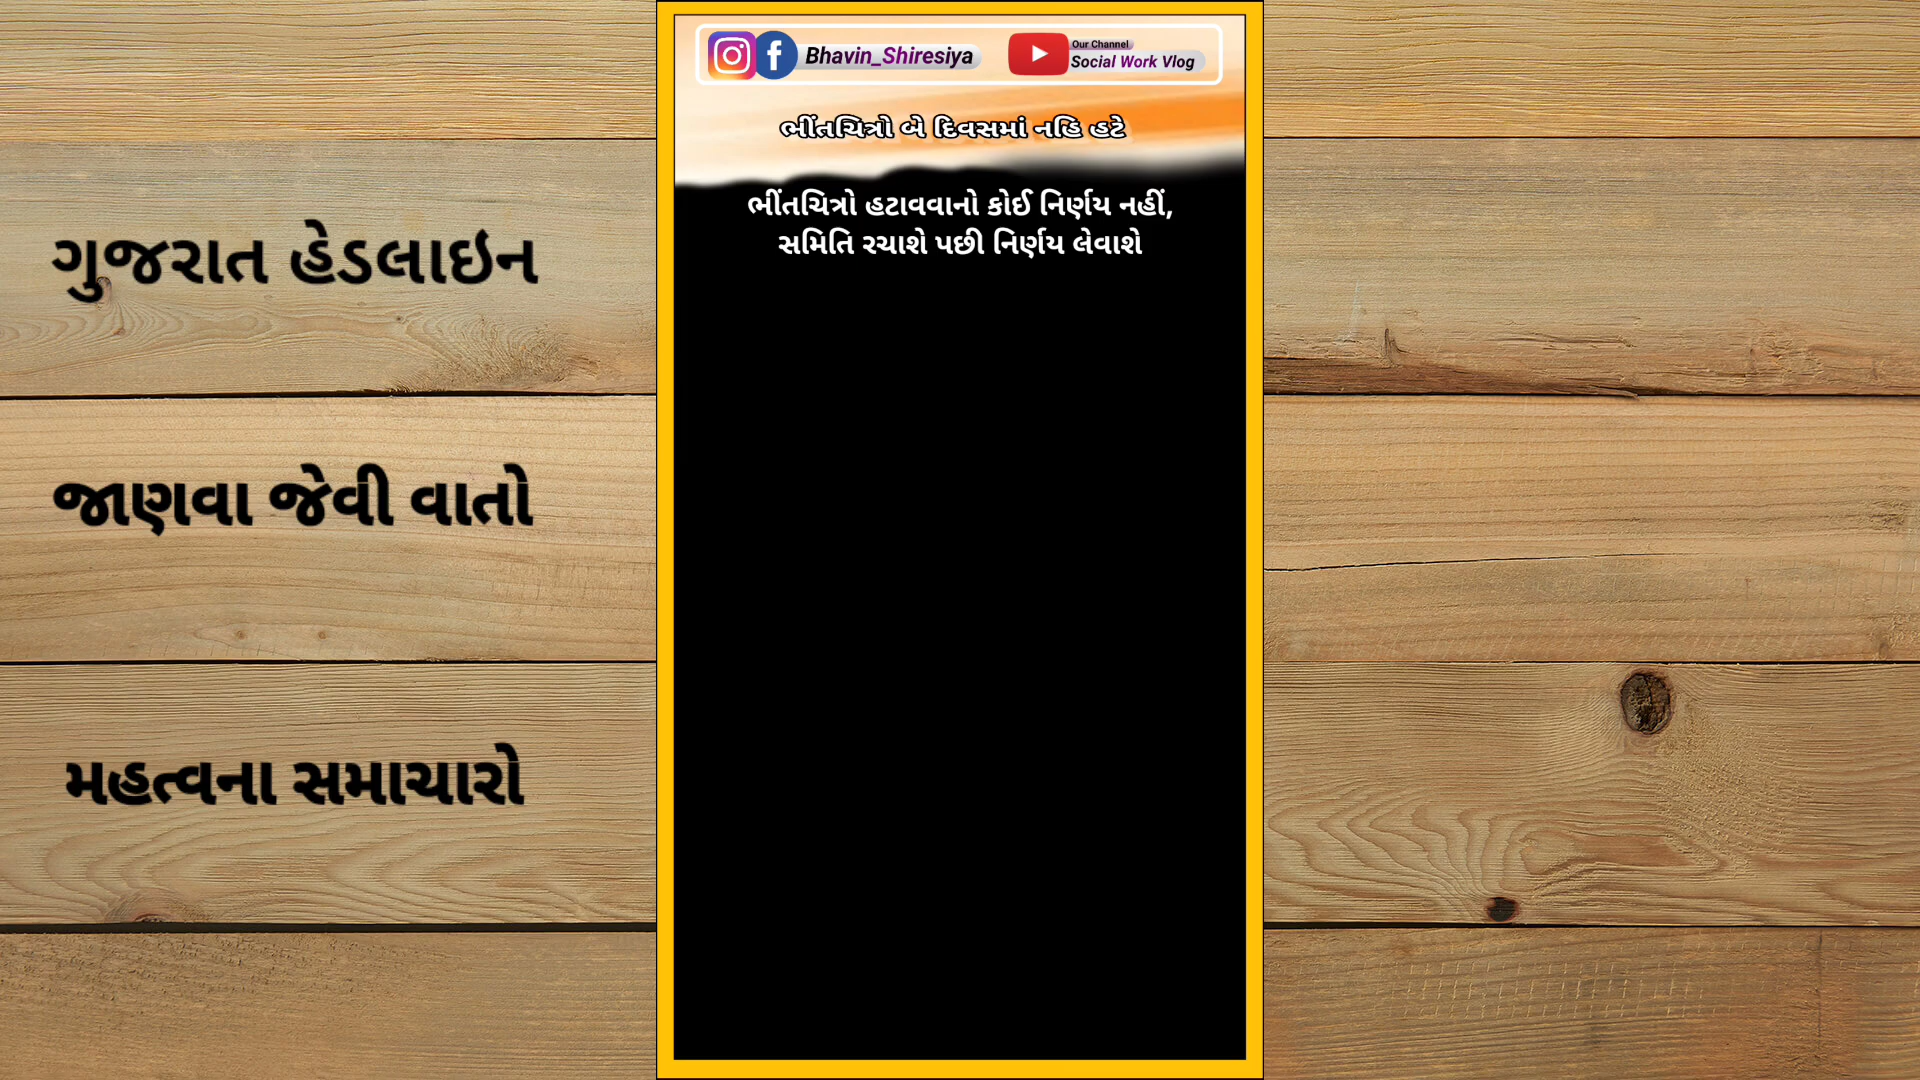 Bhavin_Shiresiya
Our Channel
Social Work Vlog
ભીંતચિત્રો બે દિવસમાં નહિ હટે
ભીંતચિત્રો હટાવવાનો કોઈ નિર્ણય નહીં,
સમિતિ રચાશે પછી નિર્ણય લેવાશે
ગુજરાત હેડલાઇન
જાણવા જેવી વાતો
મહત્વના સમાચારો